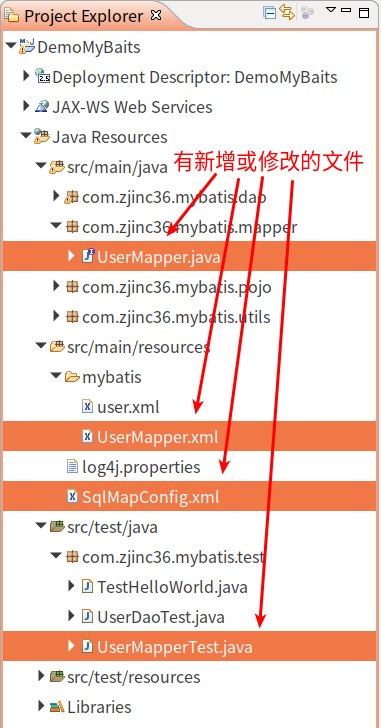 Project Explorer
DemoMyBaits
Deployment Descriptor: DemoMyBaits
JAX-WS Web Services
Java Resources
src/main/java
有新增或修改的文件
com.zjinc36.mybatis.dao
com.zjinc36.mybatis.mapper
UserMapper.java
com.zjinc36.mybatis.pojo
com.zjinc36.mybatis.utils
src/main/resources
mybatis
user.xml
UserMapper.xml
log4j.properties
SqlMapConfig.xml
src/test/java
com.zjinc36.mybatis.test
TestHelloWorld.java
UserDaoTest.java
UserMapperTest.java
src/test/resources
Libraries